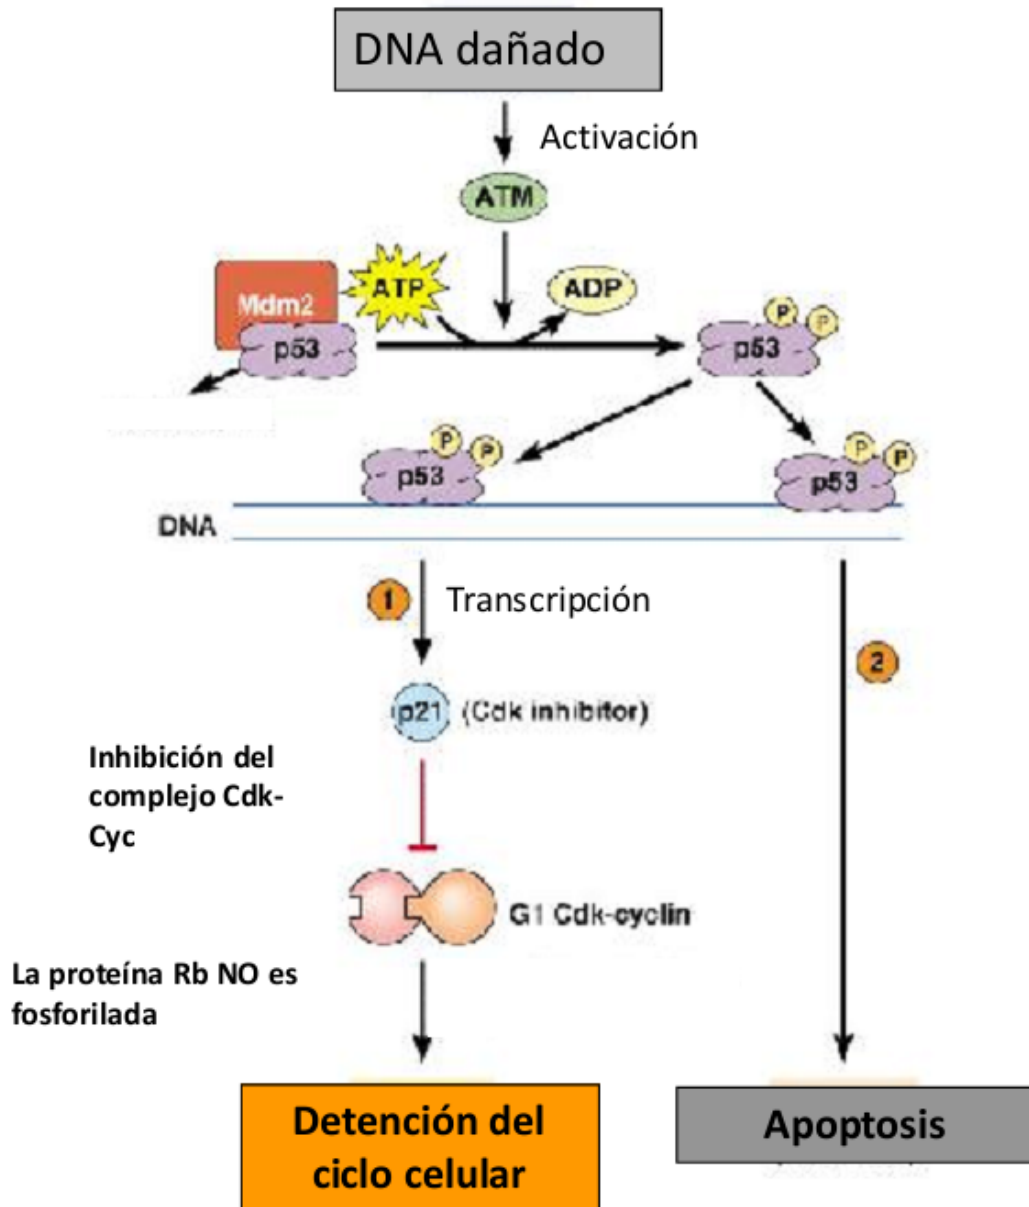 DNA dañado
Activación
ATM
Mdm2
ATP
ADP
p53
P
P
p53
P
P
p53
P
P
p53
DNA
1
Transcripción
2
p21
(Cdk inhibitor)
Inhibición del
complejo Cdk-
Cyc
G1 Cdk-cyclin
La proteína Rb NO es
fosforilada
Detención del
ciclo celular
Apoptosis